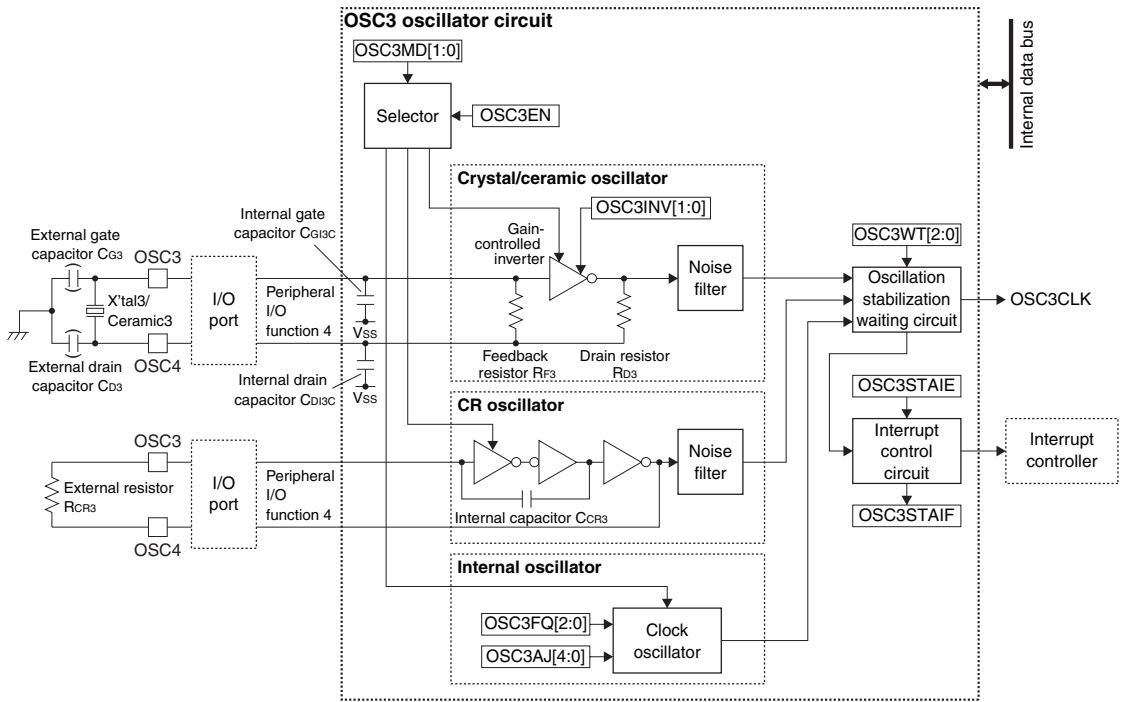 OSC3 oscillator circuit
OSC3MD[1:0]
Selector
OSC3EN
Internal data bus
Crystal/ceramic oscillator
OSC3INV[1:0]
Gain-
controlled
inverter
Noise
filter
Feedback
resistor RF3
Drain resistor
RD3
Internal gate
capacitor CGI3C
External gate
capacitor CG3
OSC3
X'tal3/
Ceramic3
OSC4
External drain
capacitor CD3
I/O
port
Peripheral
I/O
function 4
VSS
Internal drain
capacitor CDI3C
VSS
OSC3WT[2:0]
Oscillation
stabilization
waiting circuit
OSC3CLK
OSC3STAIE
Interrupt
control
circuit
OSC3STAIF
Interrupt
controller
CR oscillator
Noise
filter
Internal capacitor CCR3
OSC3
External resistor
RCR3
OSC4
I/O
port
Peripheral
I/O
function 4
Internal oscillator
OSC3FQ[2:0]
OSC3AJ[4:0]
Clock
oscillator